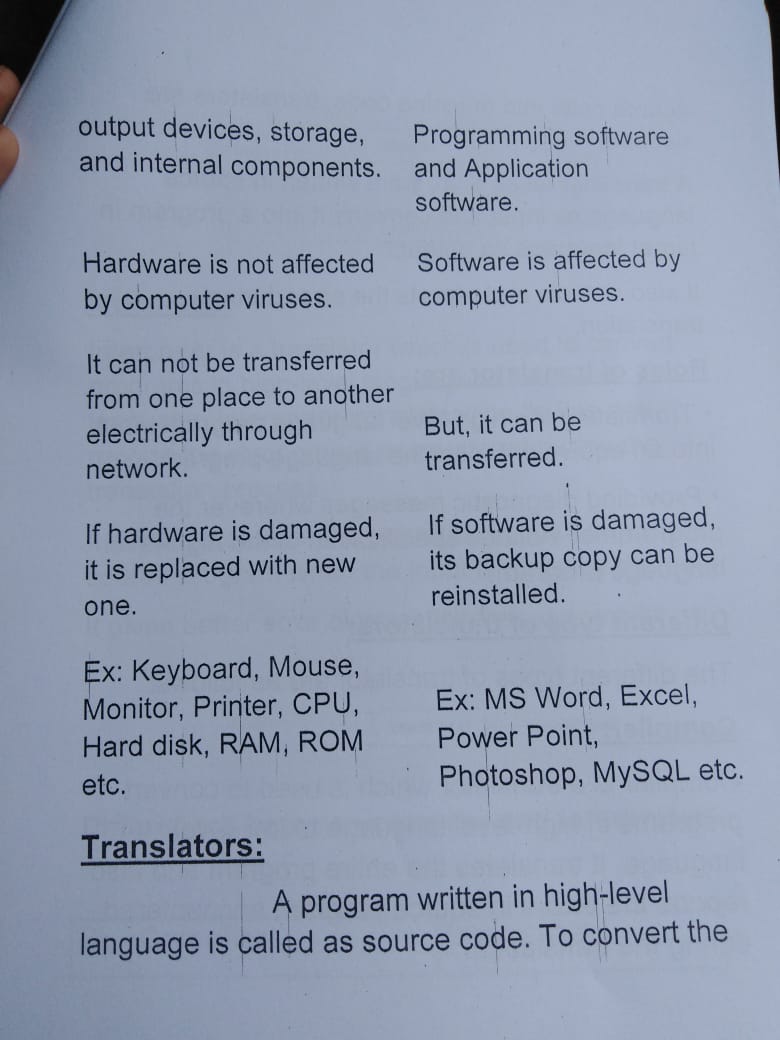 output devices, storage,
and internal components.
Programming software
and Application
software.
Hardware is not affected
by computer viruses.
Software is affected by
computer viruses.
It can not be transferred
from one place to another
electrically through
network.
But, it can be
transferred.
If hardware is damaged,
it is replaced with new
one.
If software is damaged,
its backup copy can be
reinstalled.
Ex: Keyboard, Mouse,
Monitor, Printer, CPU,
Hard disk, RAM, ROM
etc.
Ex: MS Word, Excel,
Power Point,
Photoshop, MySQL etc.
Translators:
A program written in high-level
language is called as source code. To convert the